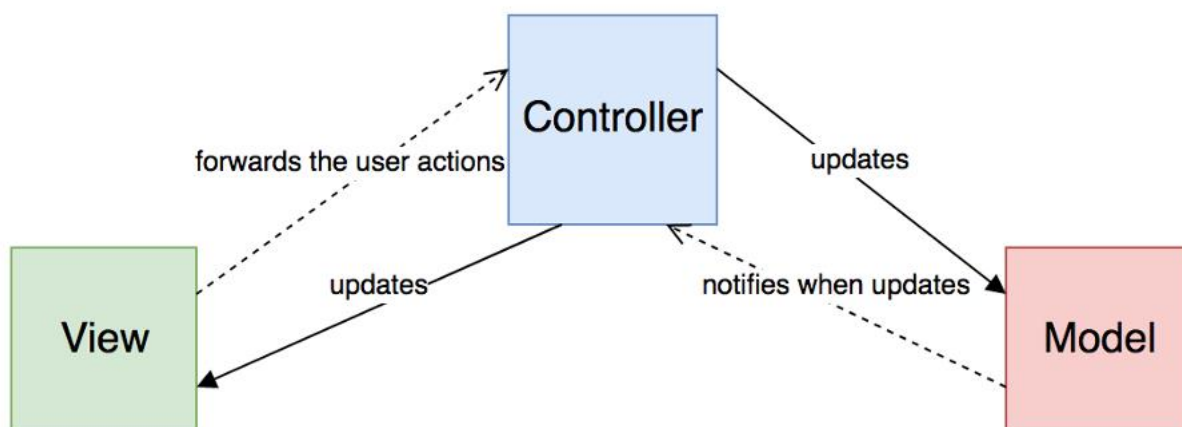 Controller
forwards the user actions
updates
updates
notifies when updates
View
Model